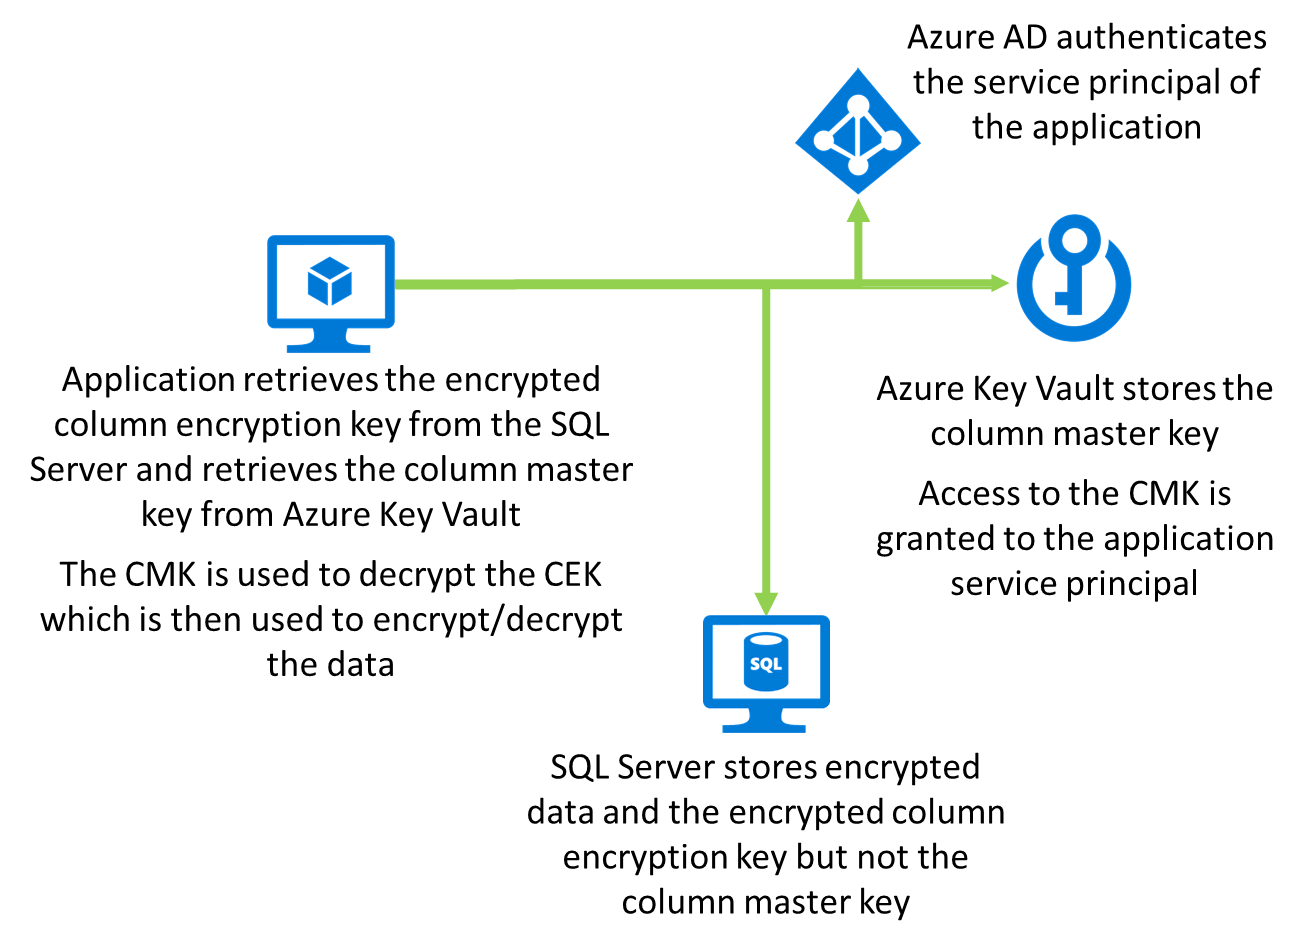 Azure AD authenticates
the service principal of
the application
Application retrieves the encrypted
column encryption key from the SQL
Server and retrieves the column master
key from Azure Key Vault
The CMK is used to decrypt the CEK
which is then used to encrypt/decrypt
the data
Azure Key Vault stores the
column master key
Access to the CMK is
granted to the application
service principal
SQL
SQL Server stores encrypted
data and the encrypted column
encryption key but not the
column master key